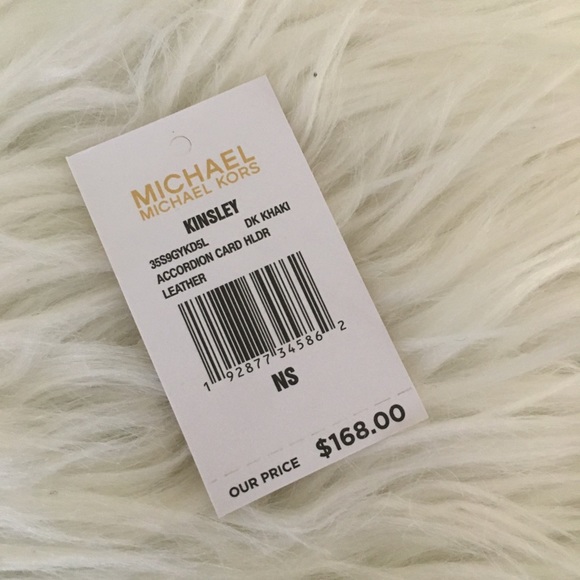 MICHAEL
MICHAEL KORS
KINSLEY
35S9GYKD5L DK KHAKI
ACCORDION CARD HLDR
LEATHER
1 92877 34586 2
NS
OUR PRICE $168.00